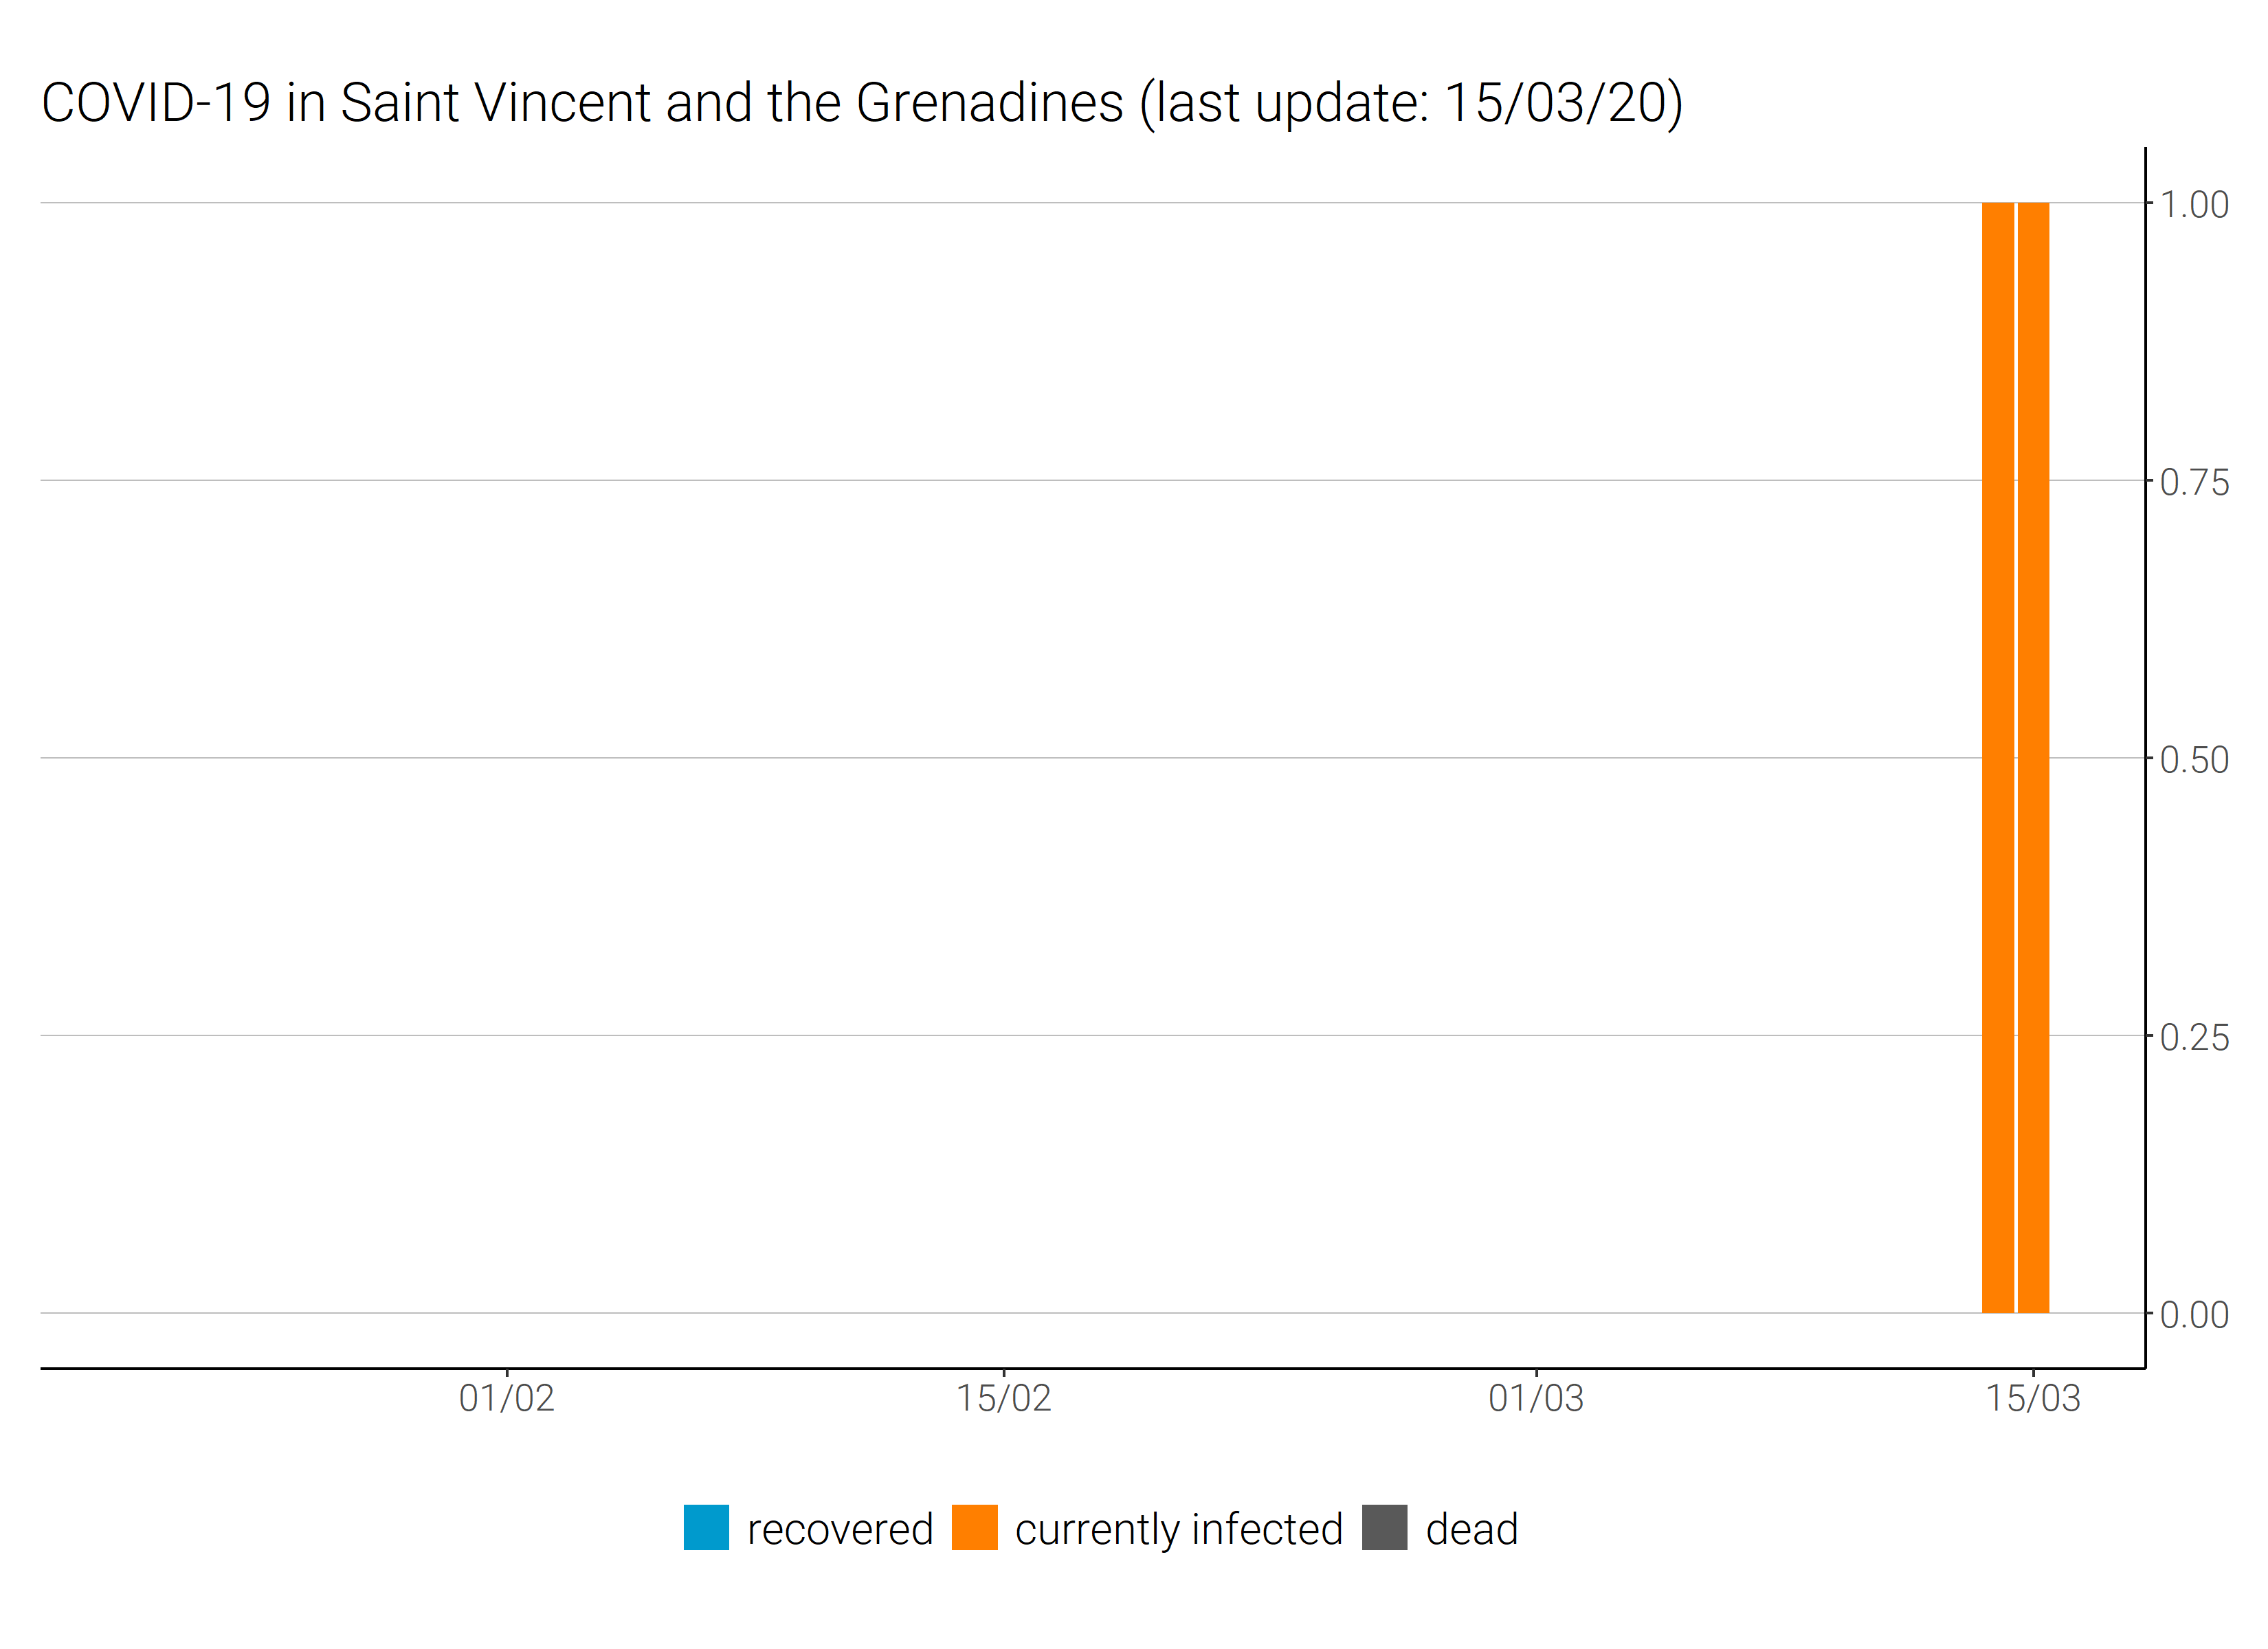 COVID-19 in Saint Vincent and the Grenadines (last update: 15/03/20)
1.00
0.75
0.50
0.25
0.00
01/02 15/02 01/03 15/03
recovered currently infected dead